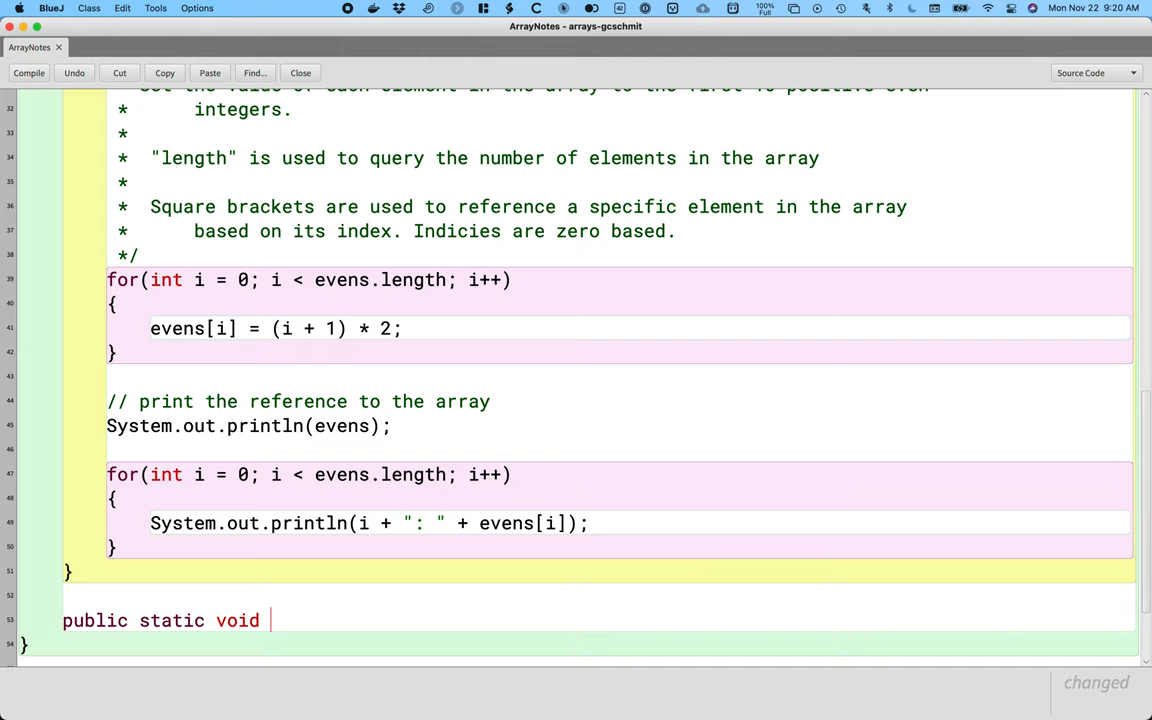 BlueJ Class Edit Tools Options 100% Full Mon Nov 22 9:20 AM
ArrayNotes - arrays-gcschmit
ArrayNotes ×
Compile Undo Cut Copy Paste Find... Close Source Code
32 * integers.
33 *
34 * "length" is used to query the number of elements in the array
35 *
36 * Square brackets are used to reference a specific element in the array
37 * based on its index. Indicies are zero based.
38 */
39 for(int i = 0; i < evens.length; i++)
40 {
41 evens[i] = (i + 1) * 2;
42 }
43
44 // print the reference to the array
45 System.out.println(evens);
46
47 for(int i = 0; i < evens.length; i++)
48 {
49 System.out.println(i + ": " + evens[i]);
50 }
51 }
52
53 public static void
54 }
changed